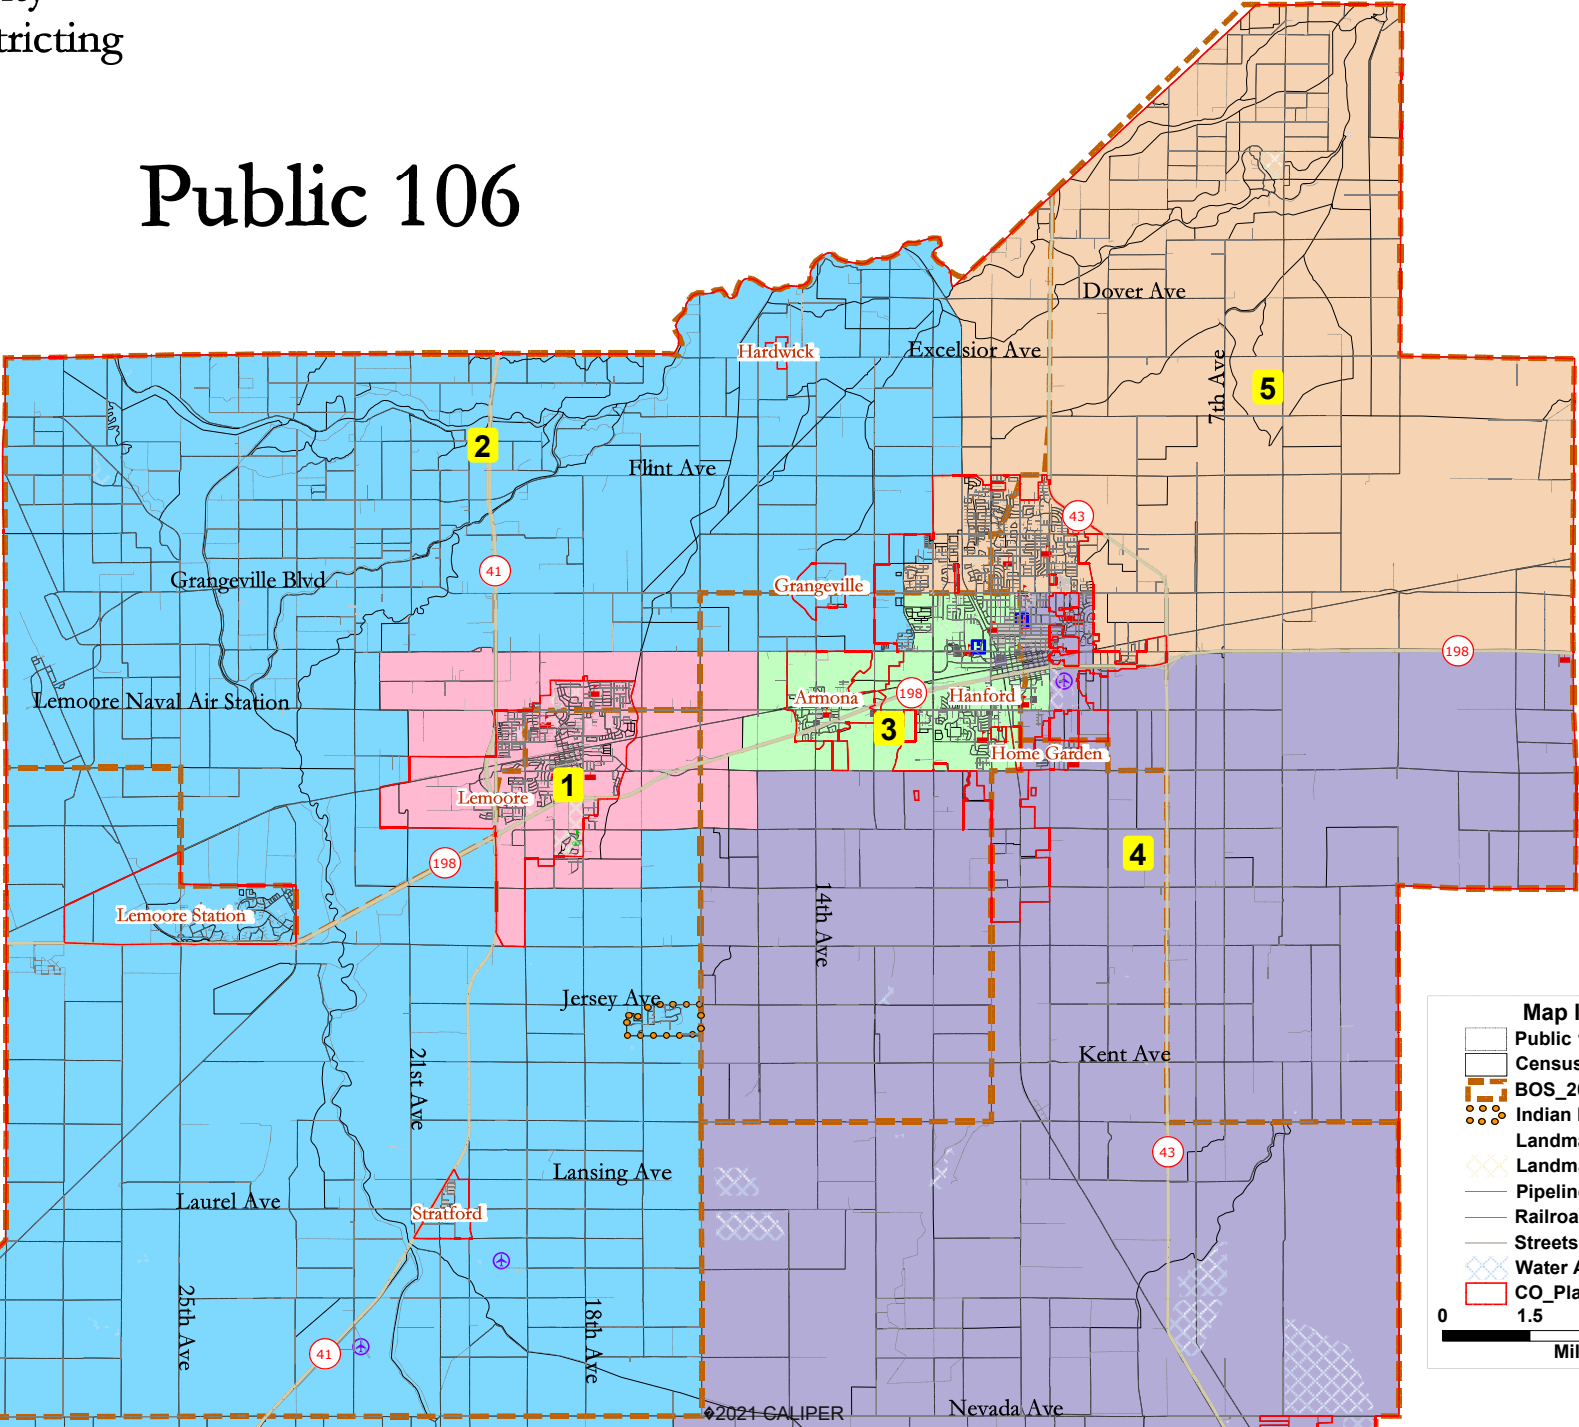 tricting
Public 106
Dover Ave
Hardwick
Excelsior Ave
7th Ave
5
2
Flint Ave
43
41
Grangeville Blvd
Grangeville
198
Lemoore Naval Air Station
Armona
198
Hanford
3
Home Garden
1
Lemoore
4
198
14th Ave
Lemoore Station
Jersey Ave
21st Ave
Kent Ave
43
Lansing Ave
Laurel Ave
Stratford
25th Ave
18th Ave
41
©2021 CALIPER
Nevada Ave
Map
Public
Census
BOS_20
Indian
Landma
Landma
Pipelin
Railroa
Streets
Water A
CO_Pla
0 1.5
Mil